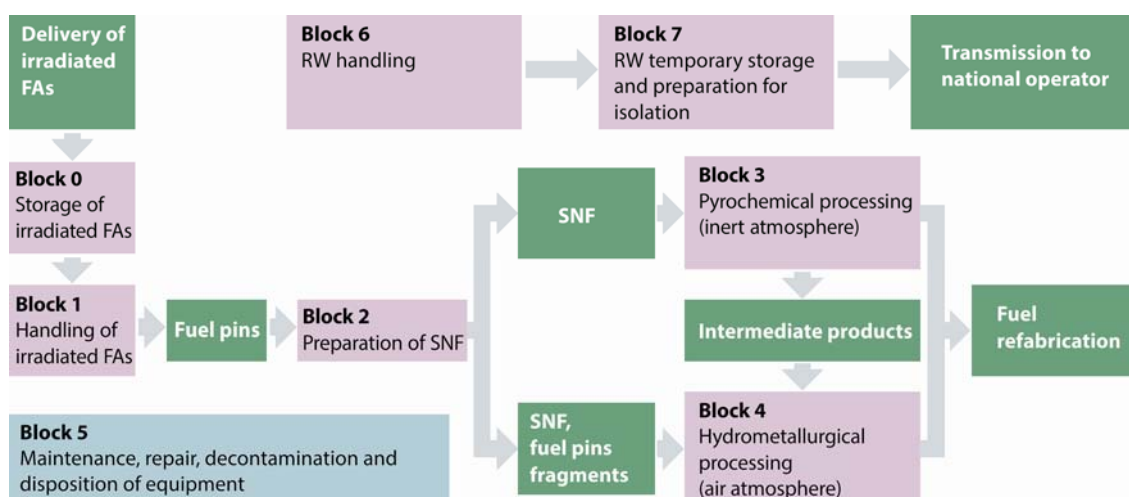 Delivery of
irradiated
FAs
Block 6
RW handling
Block 7
RW temporary storage
and preparation for
isolation
Transmission to
national operator
Block 0
Storage of
irradiated FAs
SNF
Block 3
Pyrochemical processing
(inert atmosphere)
Block 1
Handling of
irradiated FAs
Fuel pins
Block 2
Preparation of SNF
Intermediate products
Fuel
refabrication
Block 5
Maintenance, repair, decontamination and
disposition of equipment
SNF,
fuel pins
fragments
Block 4
Hydrometallurgical
processing
(air atmosphere)